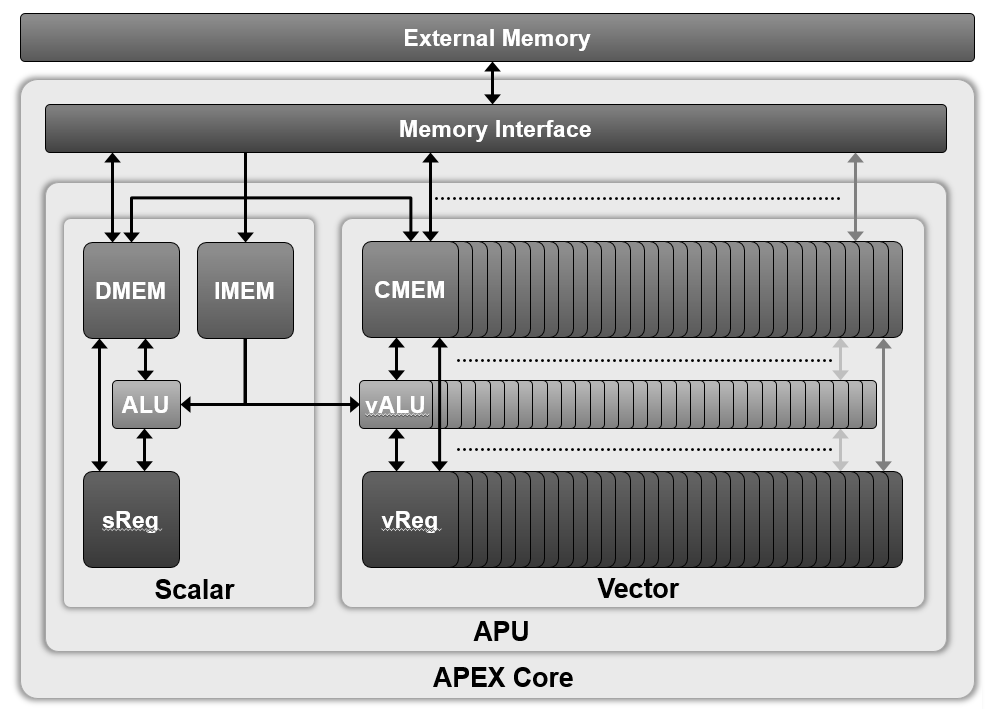 External Memory
Memory Interface
DMEM
IMEM
CMEM
ALU
vALU
sReg
vReg
Scalar
Vector
APU
APEX Core